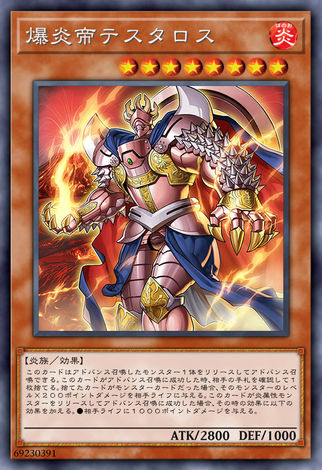 爆炎帝テスタロス
炎
ほのお
【炎族/効果】
このカードはアドバンス召喚したモンスター1体をリリースしてアドバンス召
喚できる。このカードがアドバンス召喚に成功した時、相手の手札を確認して1
枚捨てる。捨てたカードがモンスターカードだった場合、そのモンスターのレベ
ル×200ポイントダメージを相手ライフに与える。このカードが炎属性モン
スターをリリースしてアドバンス召喚に成功した場合、その時の効果に以下の
効果を加える。●相手ライフに1000ポイントダメージを与える。
ATK/2800 DEF/1000
69230391